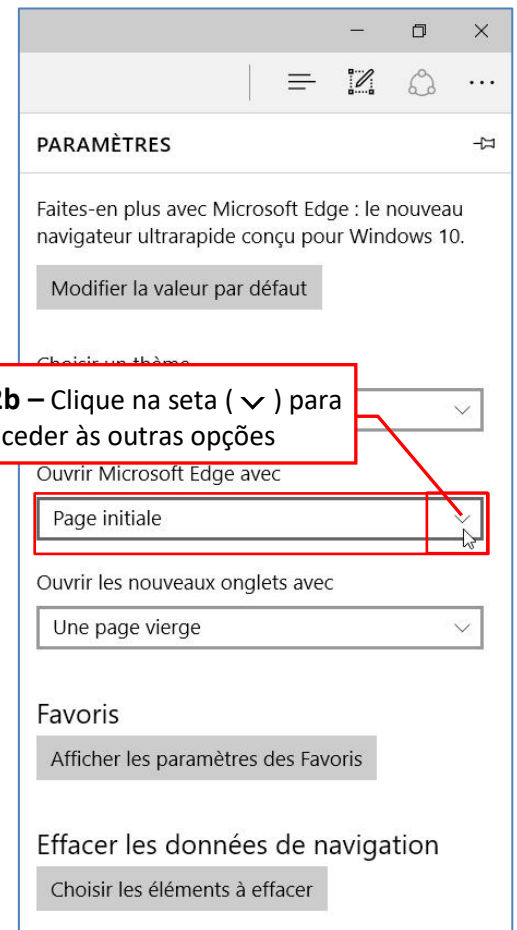 PARAMÈTRES
Faites-en plus avec Microsoft Edge : le nouveau
navigateur ultrarapide conçu pour Windows 10.
Modifier la valeur par défaut
Choisir un thème
2b – Clique na seta ( ) para
ceder às outras opções
Ouvrir Microsoft Edge avec
Page initiale
Ouvrir les nouveaux onglets avec
Une page vierge
Favoris
Afficher les paramètres des Favoris
Effacer les données de navigation
Choisir les éléments à effacer